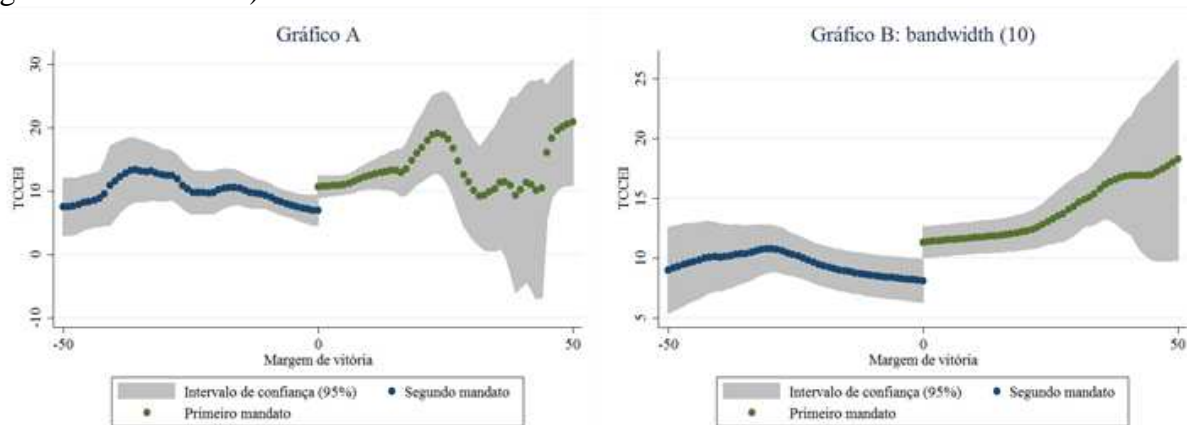 Gráfico A
30
20
10
0
-10
TCCEI
-50
0
50
Margem de vitória
Intervalo de confiança (95%)
Segundo mandato
Primeiro mandato
Gráfico B: bandwidth (10)
25
20
15
10
5
TCCEI
-50
0
50
Margem de vitória
Intervalo de confiança (95%)
Segundo mandato
Primeiro mandato